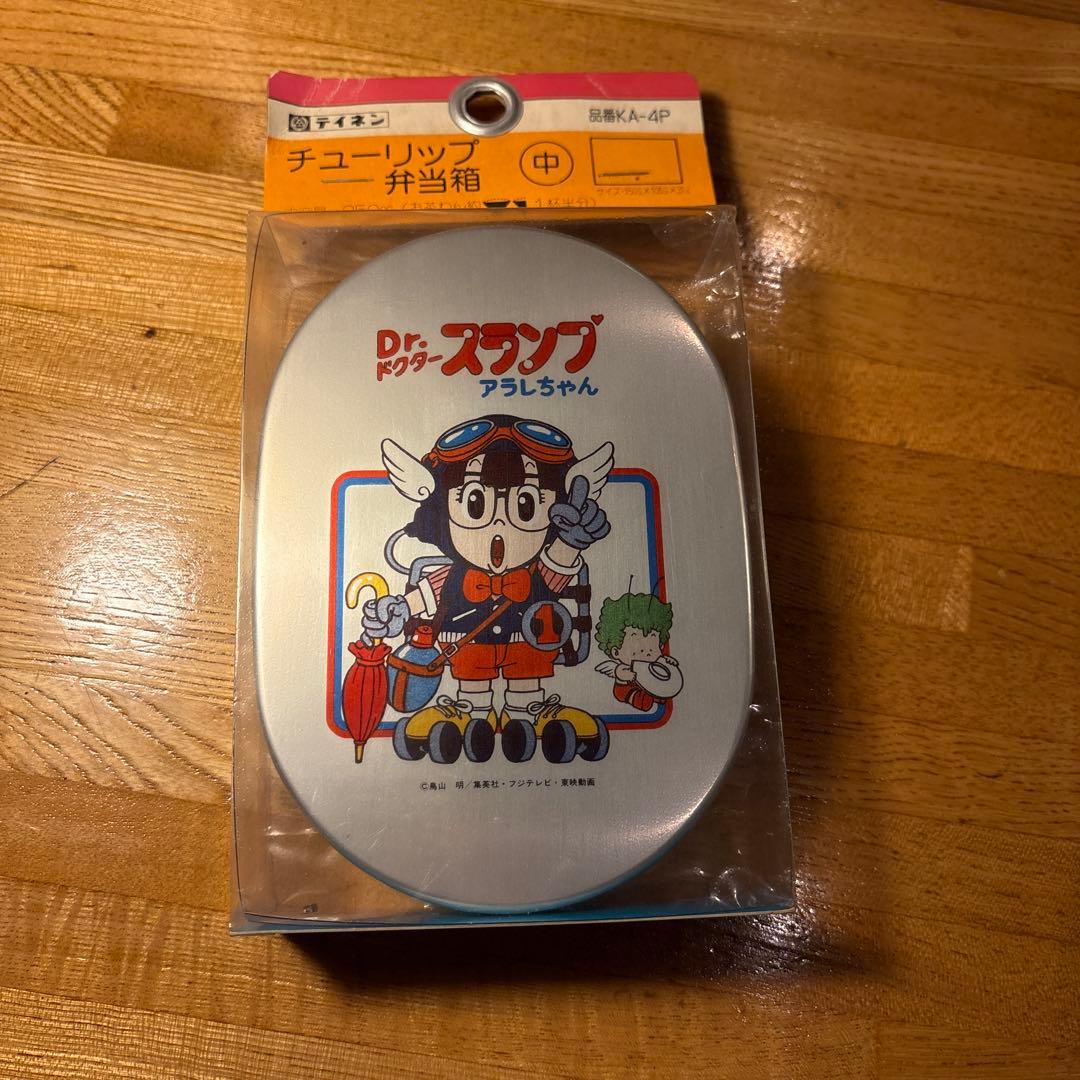 テイネン
品番KA-4P
チューリップ
弁当箱
中
Dr.
ドクタースランプ
アラレちゃん
1
©鳥山 明/集英社・フジテレビ・東映動画